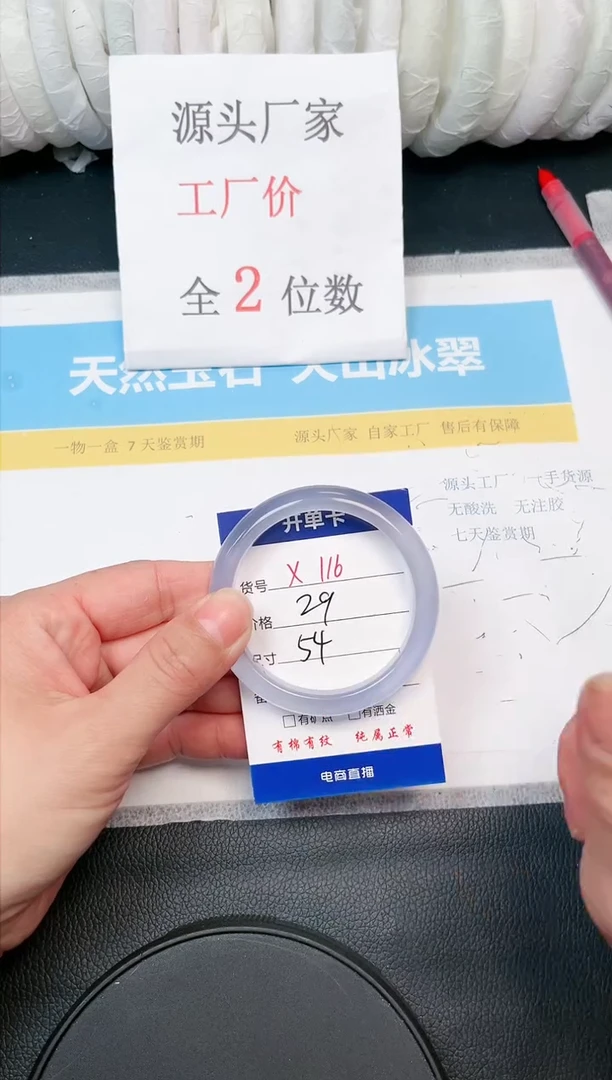 源头厂家
工厂价
全2位数
天然玉石 天山冰翠
一物一盒 7天鉴赏期
源头厂家 自家工厂 售后有保障
源头工厂 一手货源
无酸洗 无注胶
七天鉴赏期
开单卡
货号 X 116
价格 29
尺寸 54
□有矿点 □有洒金
有棉有纹 纯属正常
电商直播